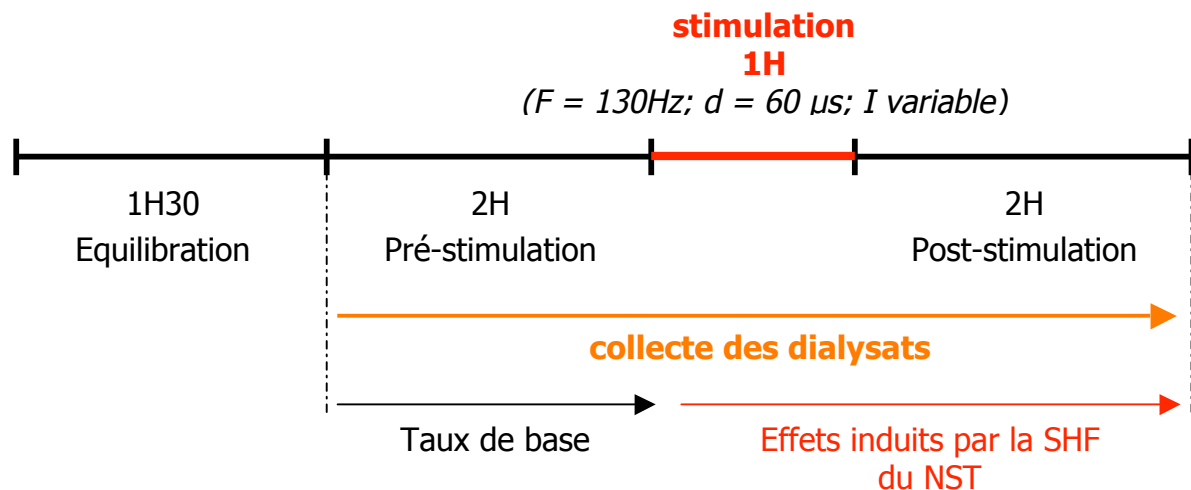 stimulation
1H
(F = 130Hz; d = 60 µs; I variable)
1H30
2H
2H
Equilibration
Pré-stimulation
Post-stimulation
collecte des dialysats
Taux de base
Effets induits par la SHF
du NST